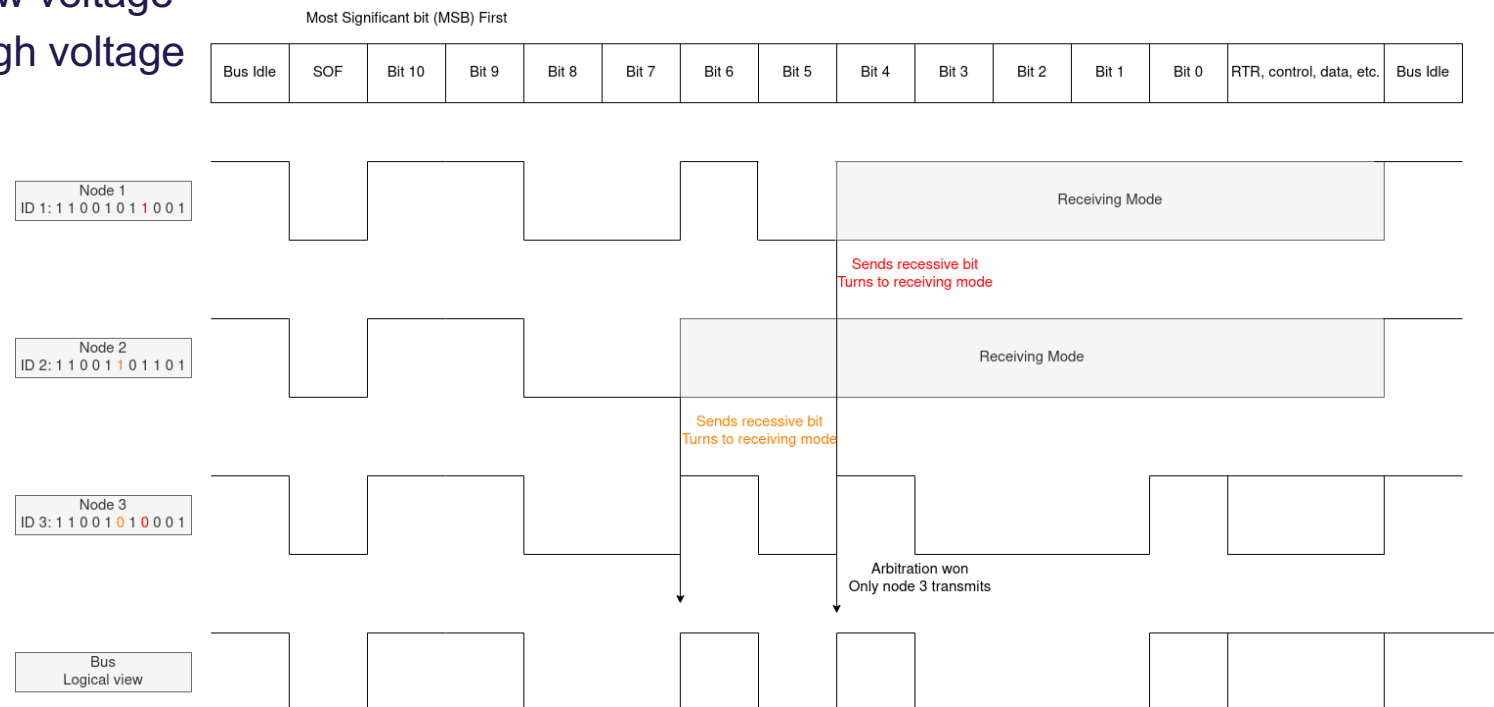 w voltage
gh voltage
Most Significant bit (MSB) First
Bus Idle SOF Bit 10 Bit 9 Bit 8 Bit 7 Bit 6 Bit 5 Bit 4 Bit 3 Bit 2 Bit 1 Bit 0 RTR, control, data, etc. Bus Idle
Node 1
ID 1: 1 1 0 0 1 0 1 1 0 0 1
Receiving Mode
Sends recessive bit
Turns to receiving mode
Node 2
ID 2: 1 1 0 0 1 1 0 1 1 0 1
Receiving Mode
Sends recessive bit
Turns to receiving mode
Node 3
ID 3: 1 1 0 0 1 0 1 0 0 0 1
Arbitration won
Only node 3 transmits
Bus
Logical view